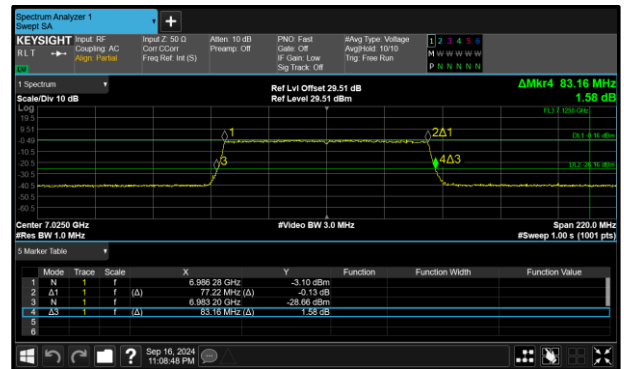 Spectrum Analyzer 1
Swept SA
KEYSIGHT
RLT
LXI
Input: RF
Coupling: AC
Align: Partial
Input Z: 50 Ω
Corr CCorr
Freq Ref: Int (S)
Atten: 10 dB
Preamp: Off
PNO: Fast
Gate: Off
IF Gain: Low
Sig Track: Off
#Avg Type: Voltage
Avg|Hold: 10/10
Trig: Free Run
1 2 3 4 5 6
M W W W W W
P N N N N N
1 Spectrum
Scale/Div 10 dB
Ref Lvl Offset 29.51 dB
Ref Level 29.51 dBm
ΔMkr4 83.16 MHz
1.58 dB
Log
19.5
9.51
-0.49
-10.5
-20.5
-30.5
-40.5
-50.5
-60.5
1
2Δ1
3
4Δ3
Center 7.0250 GHz
#Res BW 1.0 MHz
#Video BW 3.0 MHz
Span 220.0 MHz
#Sweep 1.00 s (1001 pts)
5 Marker Table
Mode Trace Scale X Y Function Function Width Function Value
1 N 1 f 6.986 28 GHz -3.10 dBm
2 Δ1 1 f (Δ) 77.22 MHz (Δ) -0.13 dB
3 N 1 f 6.983 20 GHz -28.66 dBm
4 Δ3 1 f (Δ) 83.16 MHz (Δ) 1.58 dB
5
6
Sep 16, 2024
11:08:48 PM